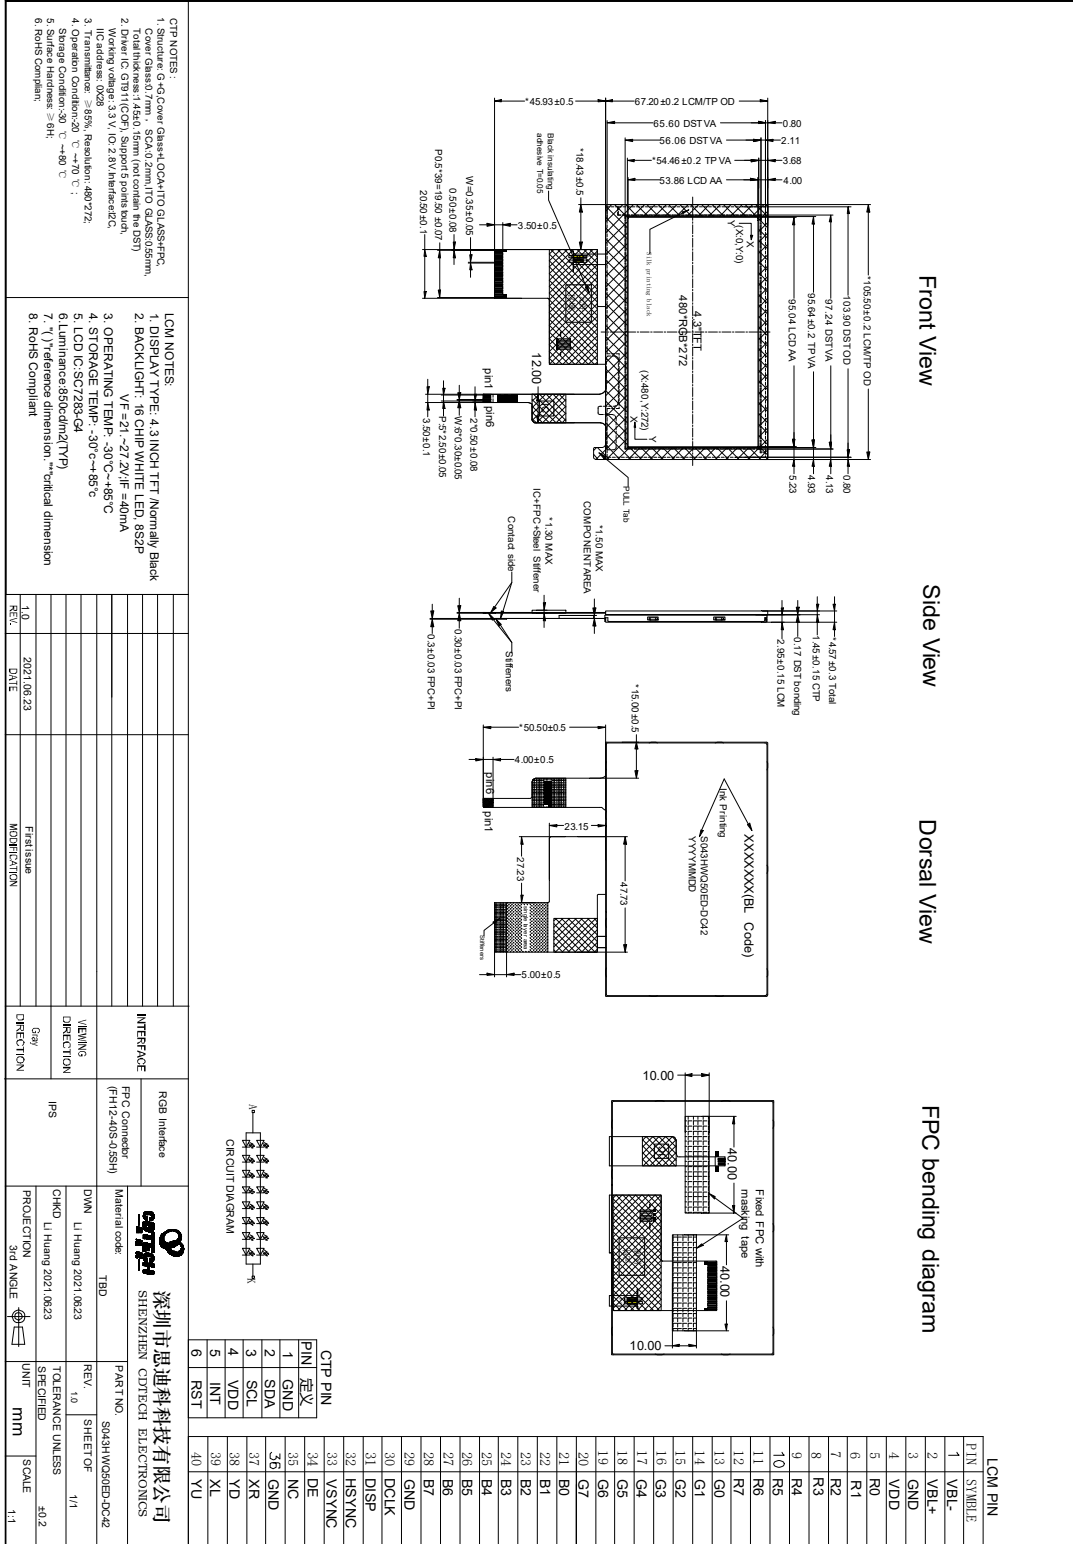 Front View
Side View
Dorsal View
FPC bending diagram
*45.93±0.5
67.20±0.2 LCM/TP OD
65.60 DST VA
0.80
56.06 DST VA
2.11
*54.46±0.2 TP VA
3.68
53.86 LCD AA
4.00
*18.43±0.5
Black insulating
adhesive T=0.05
3.50±0.5
W=0.35±0.05
0.50±0.08
P0.5*39=19.50 ±0.07
20.50±0.1
Silk printing black
4.3"TFT
480*RGB*272
(X:0,Y:0)
X
Y
(X:480,Y:272)
X
Y
*105.50±0.2 LCM/TP OD
103.90 DST OD
97.24 DST VA
95.64±0.2 TP VA
95.04 LCD AA
0.80
4.13
4.93
5.23
12.00
pin1
pin6
2*0.50±0.08
W:6*0.30±0.05
P:5*2.50±0.05
3.50±0.1
PULL Tab
*1.50 MAX
COMPONENT AREA
*1.30 MAX
IC+FPC+Steel Stiffener
Contact side
Stiffeners
0.30±0.03 FPC+PI
0.3±0.03 FPC+PI
*4.57±0.3 Total
1.45±0.15 CTP
0.17 DST bonding
2.95±0.15 LCM
*15.00±0.5
*50.50±0.5
4.00±0.5
pin6
pin1
23.15
27.23
47.73
5.00±0.5
Stiffeners
Ink Printing
XXXXXXX(BL Code)
S043HWQ50ED-DC42
YYYYMMDD
10.00
40.00
Fixed FPC with
masking tape
40.00
10.00
A
K
CIRCUIT DIAGRAM
CTP PIN
PIN 定义
1 GND
2 SDA
3 SCL
4 VDD
5 INT
6 RST
LCM PIN
PIN SYMBLE
1 VBL-
2 VBL+
3 GND
4 VDD
5 R0
6 R1
7 R2
8 R3
9 R4
10 R5
11 R6
12 R7
13 G0
14 G1
15 G2
16 G3
17 G4
18 G5
19 G6
20 G7
21 B0
22 B1
23 B2
24 B3
25 B4
26 B5
27 B6
28 B7
29 GND
30 DCLK
31 DISP
32 HSYNC
33 VSYNC
34 DE
35 NC
36 GND
37 XR
38 YD
39 XL
40 YU
CTP NOTES :
1. Structure: G+G,Cover Glass+LOCA+ITO GLASS+FPC,
Cover Glass:0.7mm , SCA:0.2mm,ITO GLASS:0.55mm,
Total thickness:1.45±0.15mm (not contain the DST)
2. Driver IC: GT911(COF), Support 5 points touch,
Working voltage: 3.3 V, IO: 2.8V Interface:I2C,
IIC address: 0X28
3. Transmittance: ≥85%, Resolution: 480*272;
4. Operation Condition:-20 ℃ ~+70 ℃ ;
Storage Condition:-30 ℃ ~+80 ℃
5. Surface Hardness: ≥6H;
6. RoHS Complian;
LCM NOTES:
1. DISPLAY TYPE: 4.3 INCH TFT /Normally Black
2. BACKLIGHT: 16 CHIP WHITE LED, 8S2P
VF =21.~27.2V;IF =40mA
3. OPERATING TEMP: -30°C~+85°C
4. STORAGE TEMP: -30°c~+85°c
5. LCD IC:SC7283-G4
6.Luminance:850cd/m2(TYP)
7. "( )"reference dimension. "*"critical dimension
8. RoHS Compliant
1.0 2021.06.23 First issue
REV. DATE MODIFICATION
INTERFACE
RGB Interface
FPC Connector
(FH12-40S-0.5SH)
VIEWING
DIRECTION
Gray
DIRECTION
IPS
CDTECH
深圳市思迪科科技有限公司
SHENZHEN CDTECH ELECTRONICS
Material code: TBD
PART NO. S043HWQ50ED-DC42
DWN Li Huang 2021.0623
REV. 1.0
SHEET OF 1/1
CHKD Li Huang 2021.0623
TOLERANCE UNLESS
SPECIFIED ±0.2
PROJECTION 3rd ANGLE
UNIT mm
SCALE 1:1